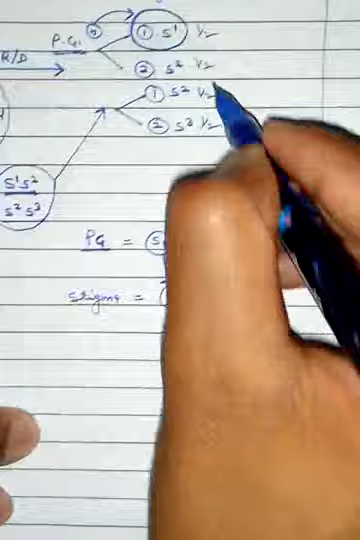 ② ① S¹ ½
P.G.
R/D ② S² ½
① S² ½
② S³ ½
S¹S²
S²S³
PG = S
stigma =